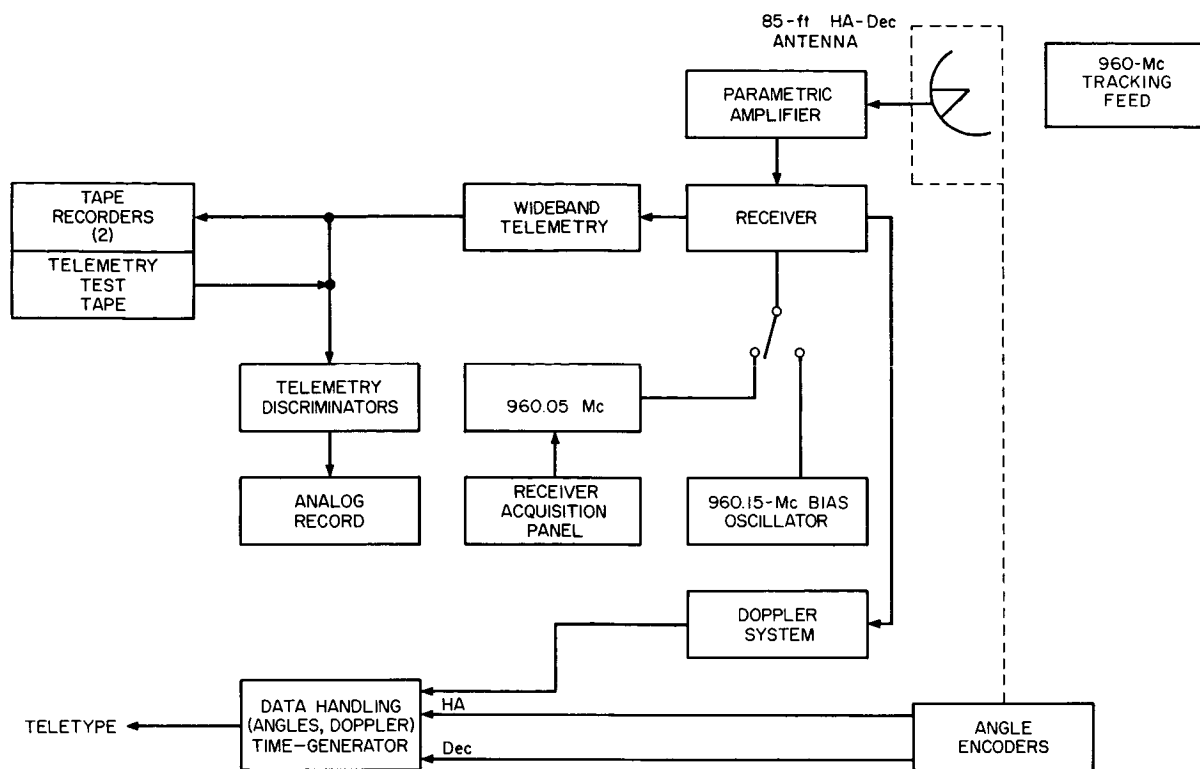 85-ft HA-Dec
ANTENNA
960-Mc
TRACKING
FEED
PARAMETRIC
AMPLIFIER
TAPE
RECORDERS
(2)
TELEMETRY
TEST
TAPE
WIDEBAND
TELEMETRY
RECEIVER
TELEMETRY
DISCRIMINATORS
960.05 Mc
ANALOG
RECORD
RECEIVER
ACQUISITION
PANEL
960.15-Mc BIAS
OSCILLATOR
DOPPLER
SYSTEM
TELETYPE
DATA HANDLING
(ANGLES, DOPPLER)
TIME-GENERATOR
HA
Dec
ANGLE
ENCODERS